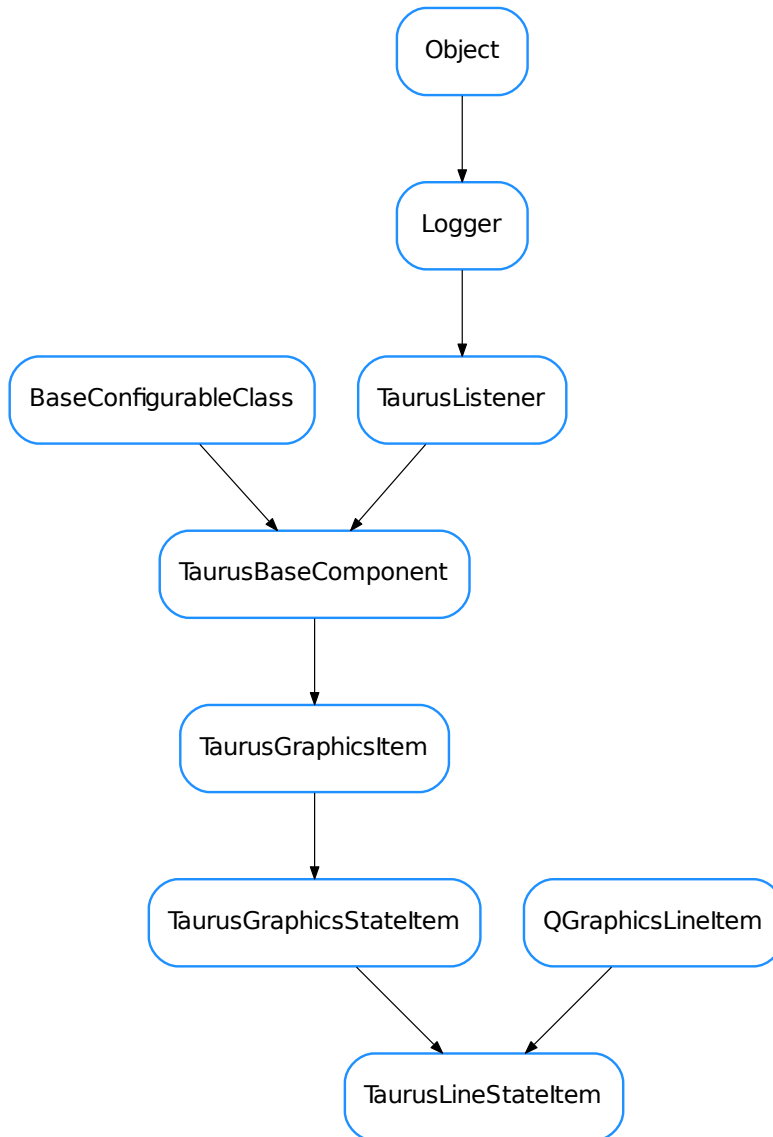 Object
Logger
BaseConfigurableClass
TaurusListener
TaurusBaseComponent
TaurusGraphicsItem
TaurusGraphicsStateItem
QGraphicsLineItem
TaurusLineStateItem